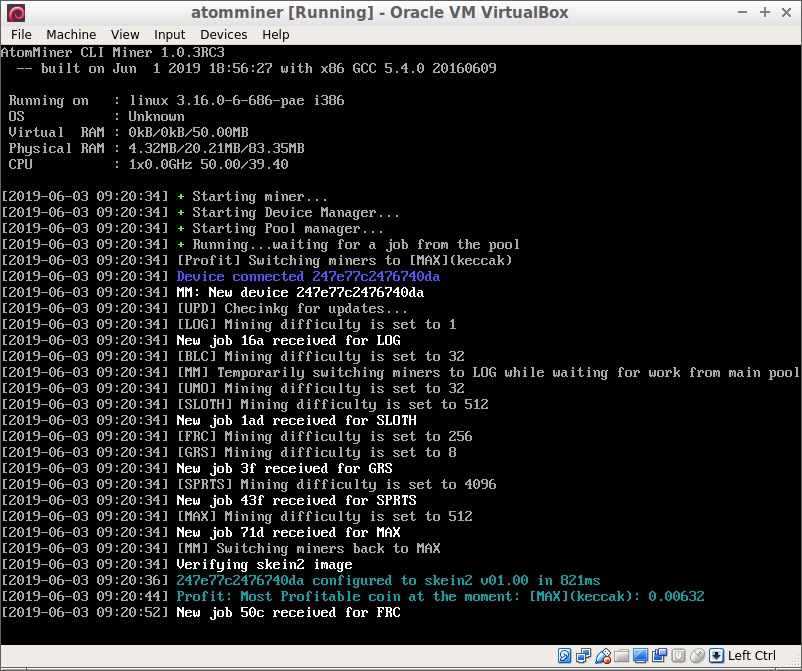 atomminer [Running] - Oracle VM VirtualBox
File Machine View Input Devices Help
AtomMiner CLI Miner 1.0.3RC3
-- built on Jun  1 2019 18:56:27 with x86 GCC 5.4.0 20160609
Running on   : linux 3.16.0-6-686-pae i386
OS           : Unknown
Virtual  RAM : 0kB/0kB/50.00MB
Physical RAM : 4.32MB/20.21MB/83.35MB
CPU          : 1x0.0GHz 50.00/39.40
[2019-06-03 09:20:34] + Starting miner...
[2019-06-03 09:20:34] + Starting Device Manager...
[2019-06-03 09:20:34] + Starting Pool manager...
[2019-06-03 09:20:34] + Running...waiting for a job from the pool
[2019-06-03 09:20:34] [Profit] Switching miners to [MAX](keccak)
[2019-06-03 09:20:34] Device connected 247e77c2476740da
[2019-06-03 09:20:34] MM: New device 247e77c2476740da
[2019-06-03 09:20:34] [UPD] Checinkg for updates...
[2019-06-03 09:20:34] [LOG] Mining difficulty is set to 1
[2019-06-03 09:20:34] New job 16a received for LOG
[2019-06-03 09:20:34] [BLC] Mining difficulty is set to 32
[2019-06-03 09:20:34] [MM] Temporarily switching miners to LOG while waiting for work from main pool
[2019-06-03 09:20:34] [UMO] Mining difficulty is set to 32
[2019-06-03 09:20:34] [SLOTH] Mining difficulty is set to 512
[2019-06-03 09:20:34] New job 1ad received for SLOTH
[2019-06-03 09:20:34] [FRC] Mining difficulty is set to 256
[2019-06-03 09:20:34] [GRS] Mining difficulty is set to 8
[2019-06-03 09:20:34] New job 3f received for GRS
[2019-06-03 09:20:34] [SPRTS] Mining difficulty is set to 4096
[2019-06-03 09:20:34] New job 43f received for SPRTS
[2019-06-03 09:20:34] [MAX] Mining difficulty is set to 512
[2019-06-03 09:20:34] New job 71d received for MAX
[2019-06-03 09:20:34] [MM] Switching miners back to MAX
[2019-06-03 09:20:34] Verifying skein2 image
[2019-06-03 09:20:36] 247e77c2476740da configured to skein2 v01.00 in 821ms
[2019-06-03 09:20:44] Profit: Most Profitable coin at the moment: [MAX](keccak): 0.00632
[2019-06-03 09:20:52] New job 50c received for FRC
Left Ctrl